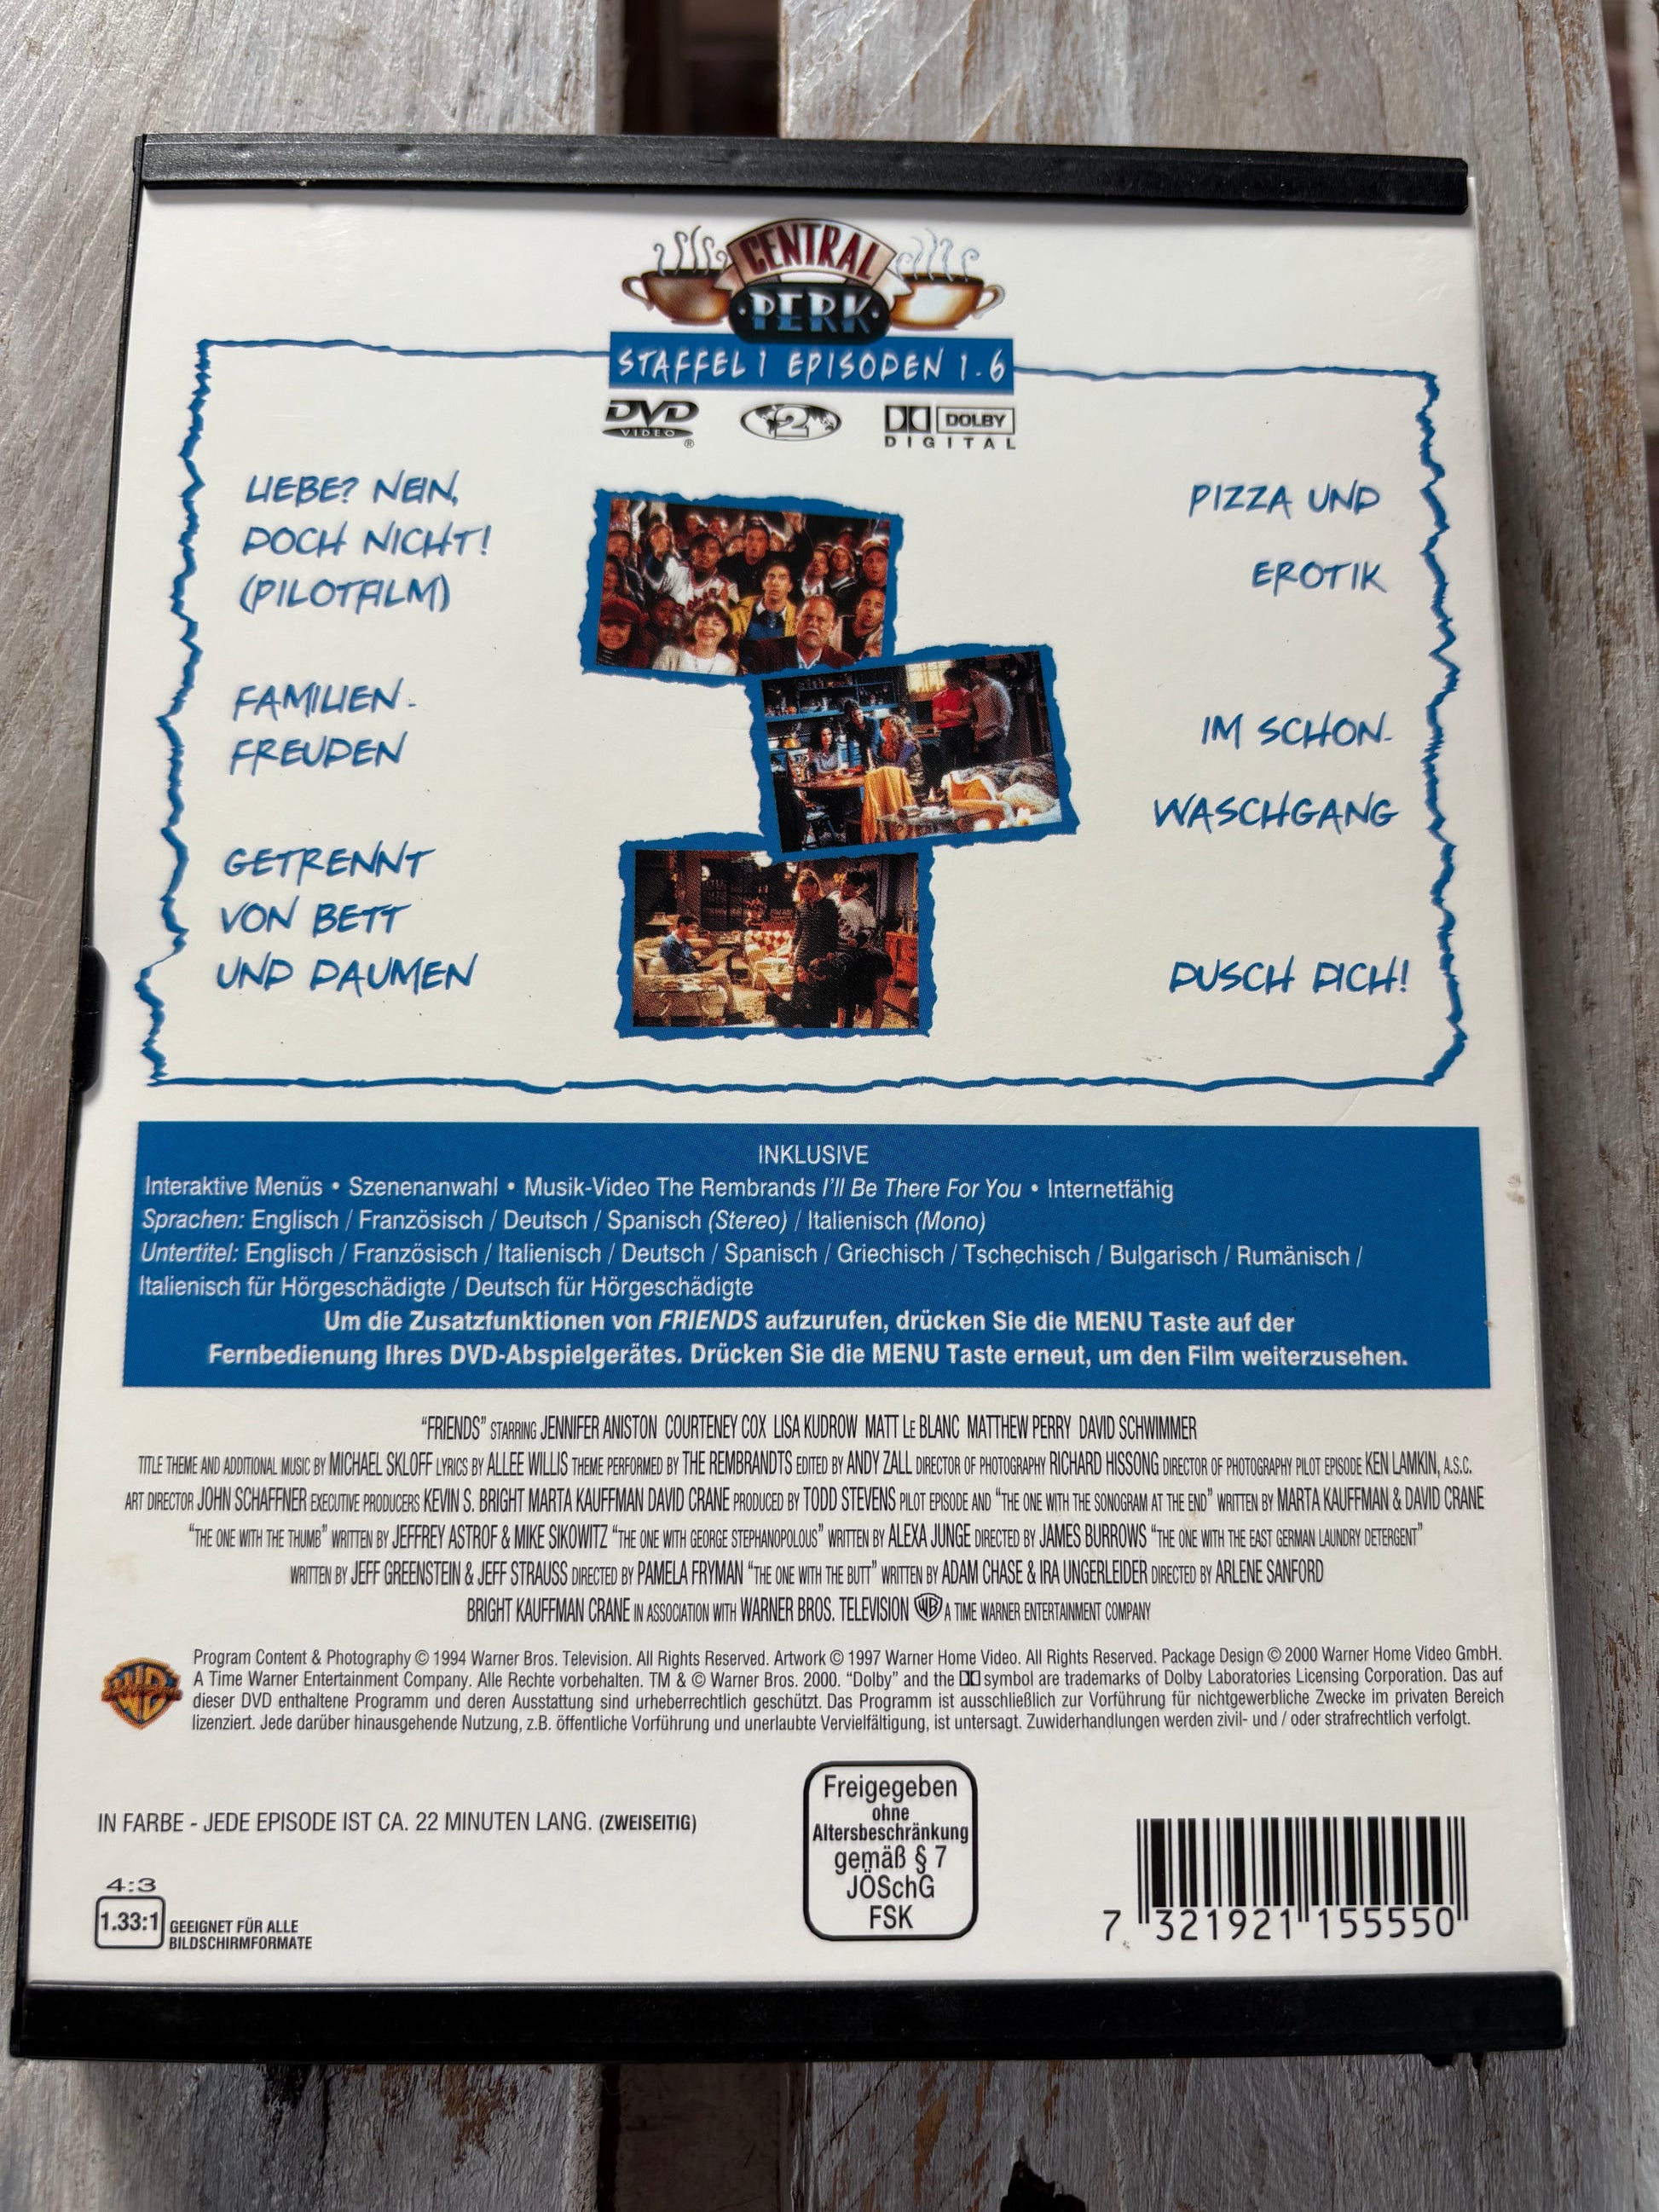 CENTRAL
PERK
STAFFEL 1 EPISODEN 1-6
DVD
VIDEO
®
2
DOLBY
DIGITAL
LIEBE? NEIN,
DOCH NICHT!
(PILOTFILM)
FAMILIEN-
FREUDEN
GETRENNT
VON BETT
UND DAUMEN
PIZZA UND
EROTIK
IM SCHON-
WASCHGANG
DUSCH DICH!
INKLUSIVE
Interaktive Menüs • Szenenanwahl • Musik-Video The Rembrands I'll Be There For You • Internetfähig
Sprachen: Englisch / Französisch / Deutsch / Spanisch (Stereo) / Italienisch (Mono)
Untertitel: Englisch / Französisch / Italienisch / Deutsch / Spanisch / Griechisch / Tschechisch / Bulgarisch / Rumänisch /
Italienisch für Hörgeschädigte / Deutsch für Hörgeschädigte
Um die Zusatzfunktionen von FRIENDS aufzurufen, drücken Sie die MENU Taste auf der
Fernbedienung Ihres DVD-Abspielgerätes. Drücken Sie die MENU Taste erneut, um den Film weiterzusehen.
"FRIENDS" STARRING JENNIFER ANISTON COURTENEY COX LISA KUDROW MATT LE BLANC MATTHEW PERRY DAVID SCHWIMMER
TITLE THEME AND ADDITIONAL MUSIC BY MICHAEL SKLOFF LYRICS BY ALLEE WILLIS THEME PERFORMED BY THE REMBRANDTS EDITED BY ANDY ZALL DIRECTOR OF PHOTOGRAPHY RICHARD HISSONG DIRECTOR OF PHOTOGRAPHY PILOT EPISODE KEN LAMKIN, A.S.C.
ART DIRECTOR JOHN SCHAFFNER EXECUTIVE PRODUCERS KEVIN S. BRIGHT MARTA KAUFFMAN DAVID CRANE PRODUCED BY TODD STEVENS PILOT EPISODE AND "THE ONE WITH THE SONOGRAM AT THE END" WRITTEN BY MARTA KAUFFMAN & DAVID CRANE
"THE ONE WITH THE THUMB" WRITTEN BY JEFFREY ASTROF & MIKE SIKOWITZ "THE ONE WITH GEORGE STEPHANOPOLOUS" WRITTEN BY ALEXA JUNGE DIRECTED BY JAMES BURROWS "THE ONE WITH THE EAST GERMAN LAUNDRY DETERGENT"
WRITTEN BY JEFF GREENSTEIN & JEFF STRAUSS DIRECTED BY PAMELA FRYMAN "THE ONE WITH THE BUTT" WRITTEN BY ADAM CHASE & IRA UNGERLEIDER DIRECTED BY ARLENE SANFORD
BRIGHT KAUFFMAN CRANE IN ASSOCIATION WITH WARNER BROS. TELEVISION WB A TIME WARNER ENTERTAINMENT COMPANY
Program Content & Photography © 1994 Warner Bros. Television. All Rights Reserved. Artwork © 1997 Warner Home Video. All Rights Reserved. Package Design © 2000 Warner Home Video GmbH.
A Time Warner Entertainment Company. Alle Rechte vorbehalten. TM & © Warner Bros. 2000. "Dolby" and the symbol are trademarks of Dolby Laboratories Licensing Corporation. Das auf
dieser DVD enthaltene Programm und deren Ausstattung sind urheberrechtlich geschützt. Das Programm ist ausschließlich zur Vorführung für nichtgewerbliche Zwecke im privaten Bereich
lizenziert. Jede darüber hinausgehende Nutzung, z.B. öffentliche Vorführung und unerlaubte Vervielfältigung, ist untersagt. Zuwiderhandlungen werden zivil- und / oder strafrechtlich verfolgt.
IN FARBE - JEDE EPISODE IST CA. 22 MINUTEN LANG. (ZWEISEITIG)
4:3
1.33:1
GEEIGNET FÜR ALLE
BILDSCHIRMFORMATE
Freigegeben
ohne
Altersbeschränkung
gemäß § 7
JÖSchG
FSK
7 321921 155550